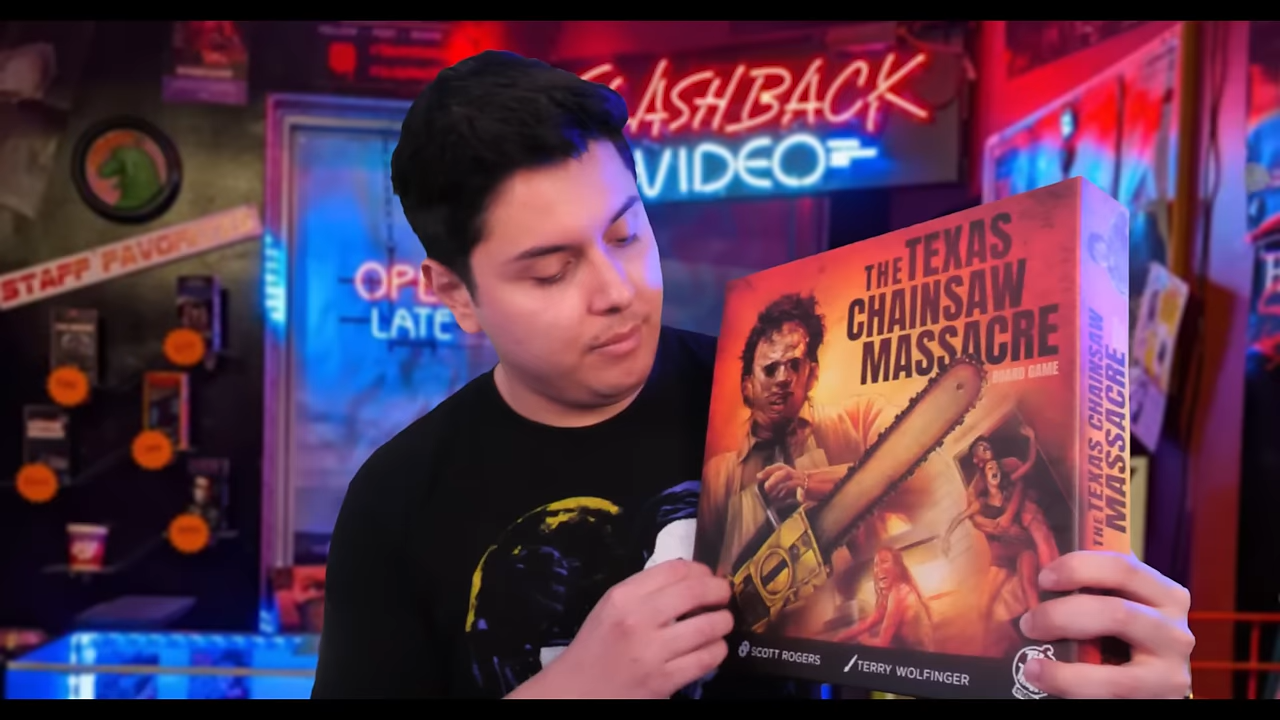 FLASHBACK
VIDEO
STAFF FAVORITES
OPE
LATE
THE TEXAS
CHAINSAW
MASSACRE
BOARD GAME
SCOTT ROGERS
TERRY WOLFINGER
THE TEXAS CHAINSAW
MASSACRE